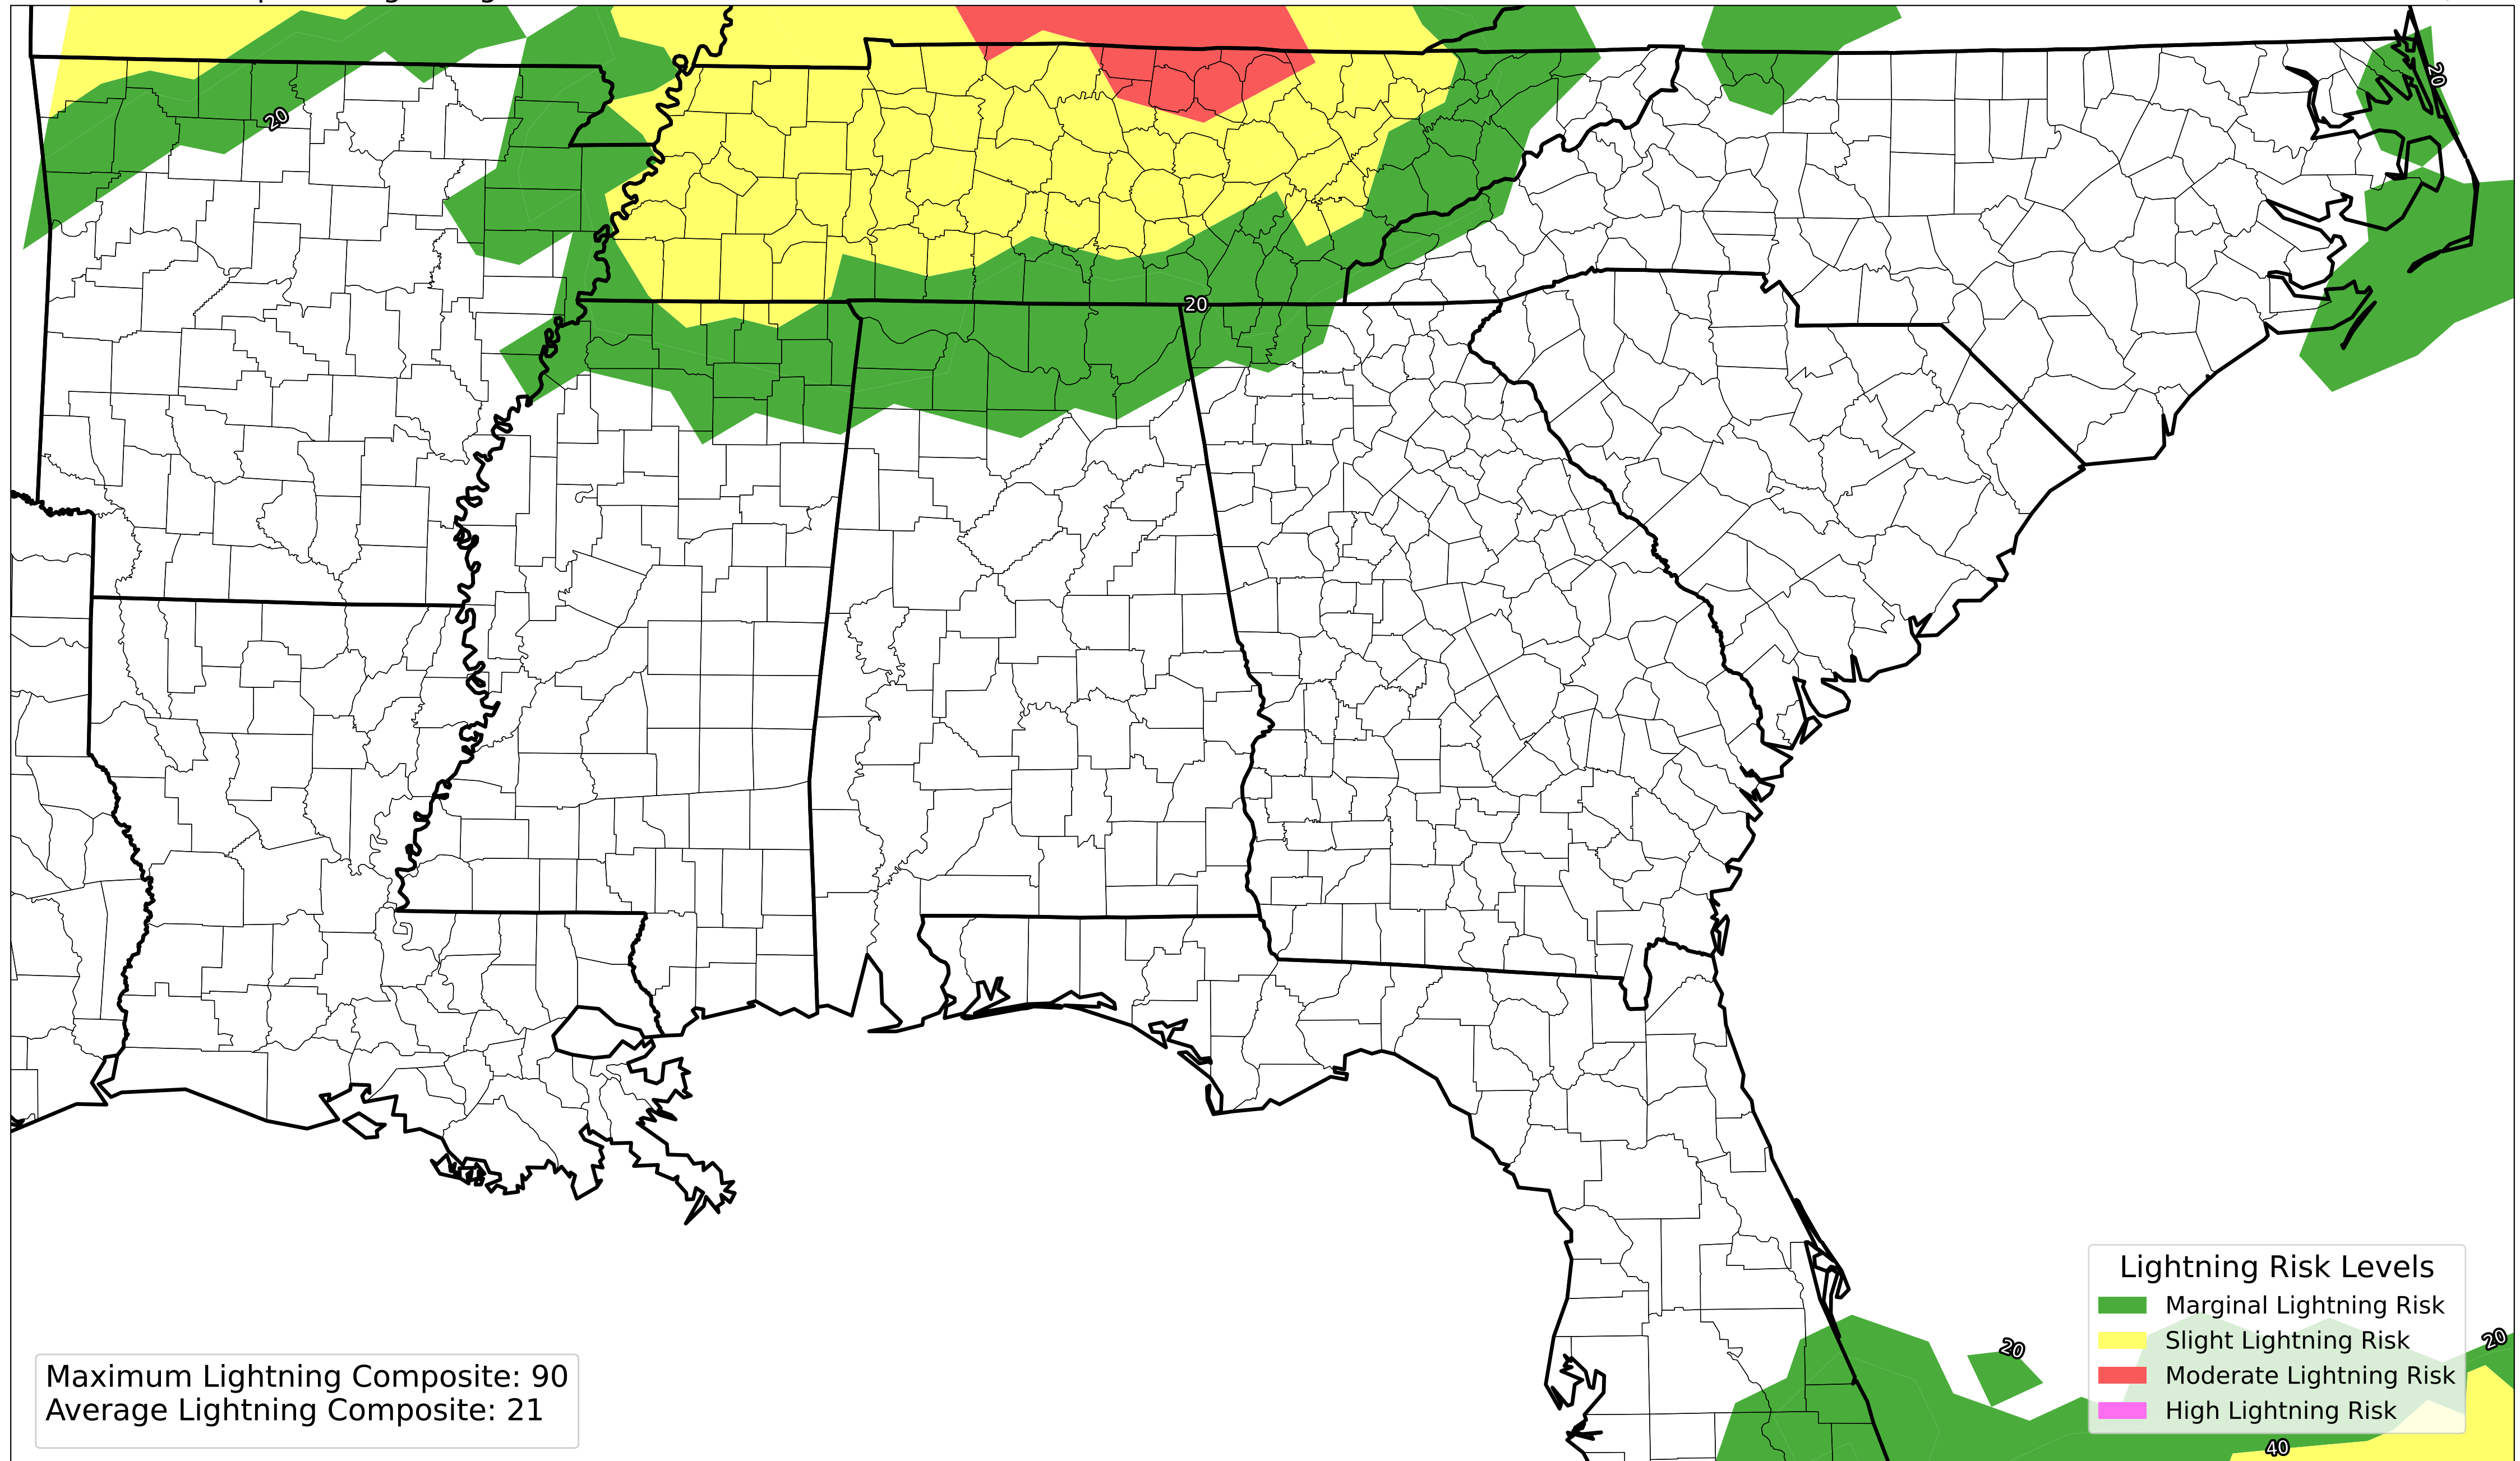 20
20
20
20
20
40
Lightning Risk Levels
Marginal Lightning Risk
Slight Lightning Risk
Moderate Lightning Risk
High Lightning Risk
Maximum Lightning Composite: 90
Average Lightning Composite: 21